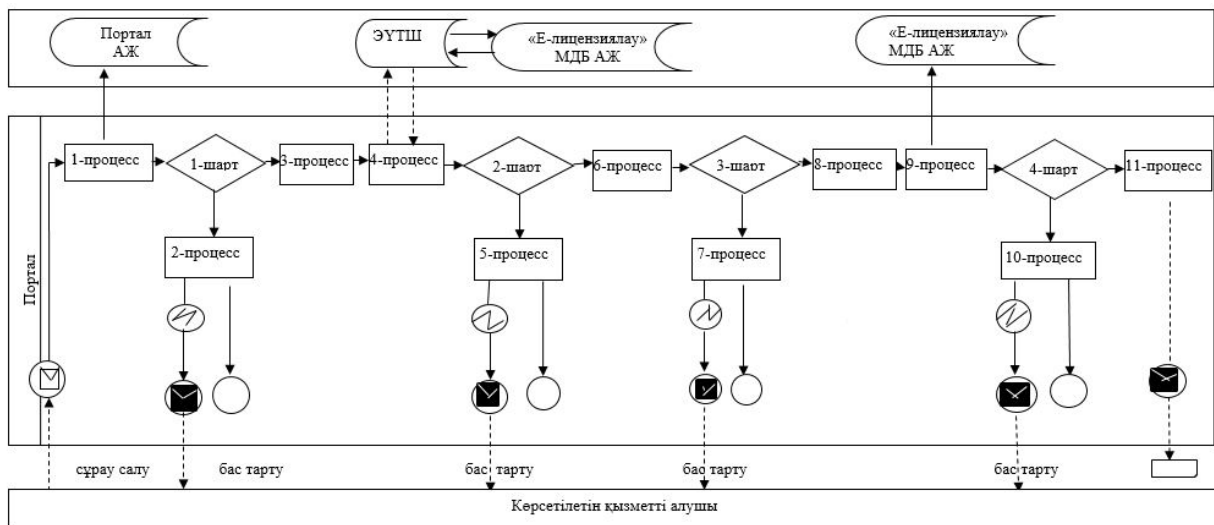 Портал
АЖ
ЭҮТШ
«Е-лицензиялау»
МДБ АЖ
«Е-лицензиялау»
МДБ АЖ
Портал
1-процесс
1-шарт
3-процесс
4-процесс
2-шарт
6-процесс
3-шарт
8-процесс
9-процесс
4-шарт
11-процесс
2-процесс
5-процесс
7-процесс
10-процесс
сұрау салу
бас тарту
бас тарту
бас тарту
бас тарту
Көрсетілетін қызметті алушы